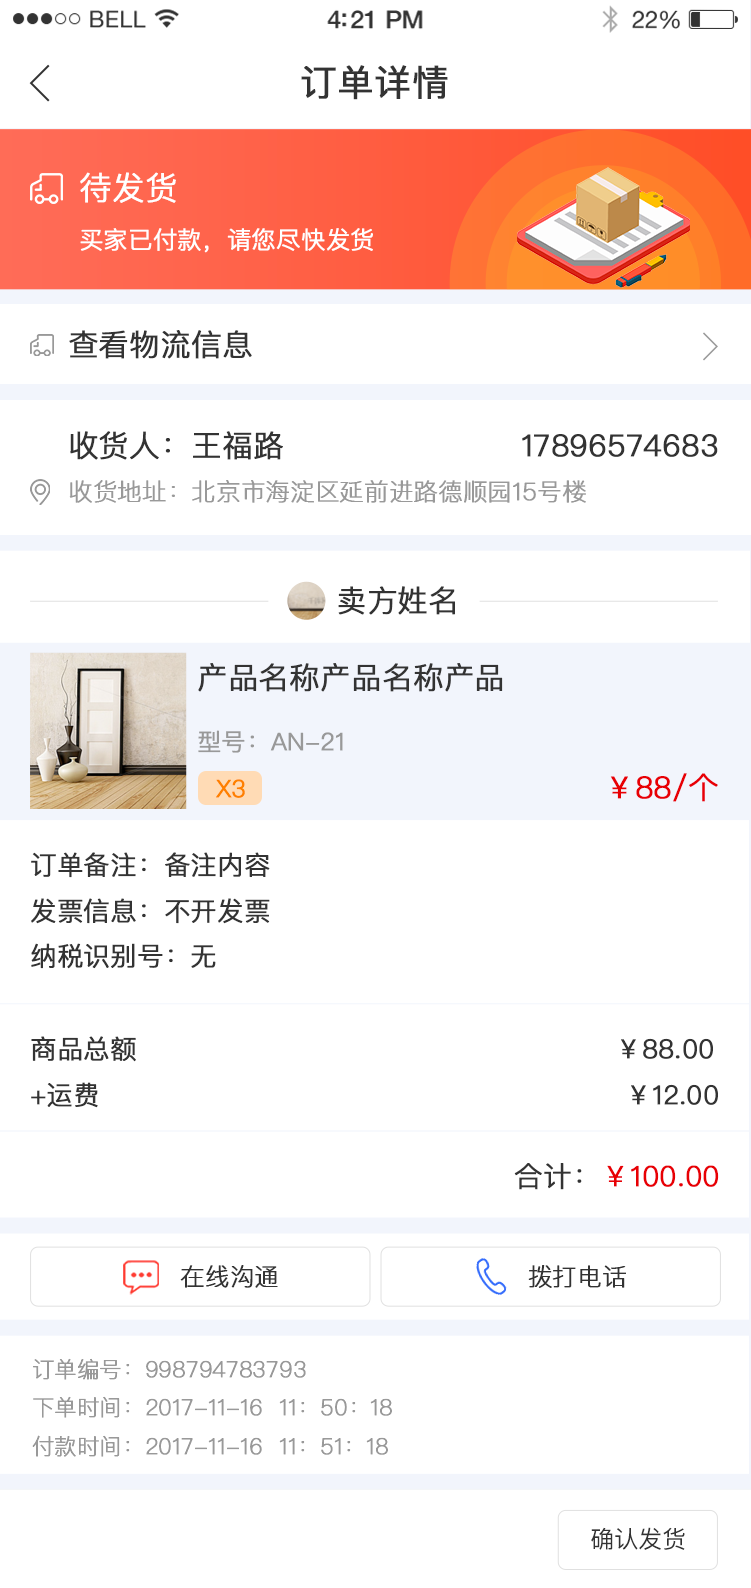 BELL 4:21 PM 22%
订单详情
待发货
买家已付款，请您尽快发货
查看物流信息
收货人：王福路 17896574683
收货地址：北京市海淀区延前进路德顺园15号楼
卖方姓名
产品名称产品名称产品
型号：AN-21
X3 ￥88/个
订单备注：备注内容
发票信息：不开发票
纳税识别号：无
商品总额 ￥88.00
+运费 ￥12.00
合计：￥100.00
在线沟通 拨打电话
订单编号：998794783793
下单时间：2017-11-16 11：50：18
付款时间：2017-11-16 11：51：18
确认发货